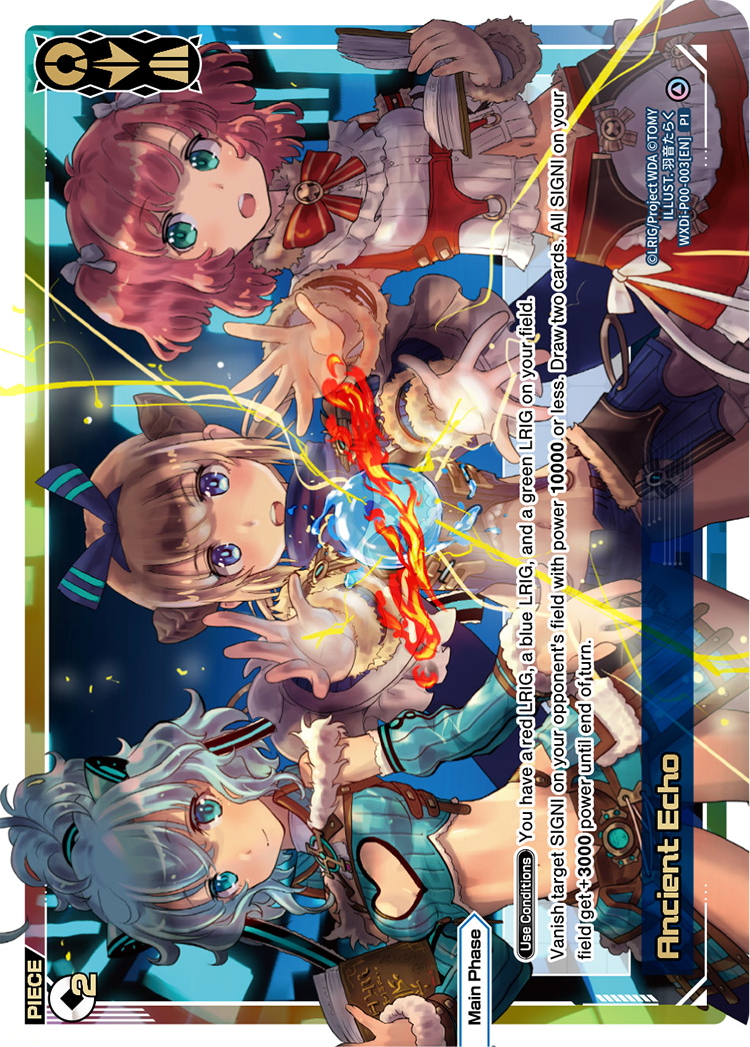 PIECE
2
Main Phase
Use Conditions You have a red LRIG, a blue LRIG, and a green LRIG on your field.
Vanish target SIGNI on your opponent's field with power 10000 or less. Draw two cards. All SIGNI on your
field get +3000 power until end of turn.
Ancient Echo
©LRIG/Project WDA ©TOMY
ILLUST. 羽音たらく
WXDi-P00-003[EN] PI